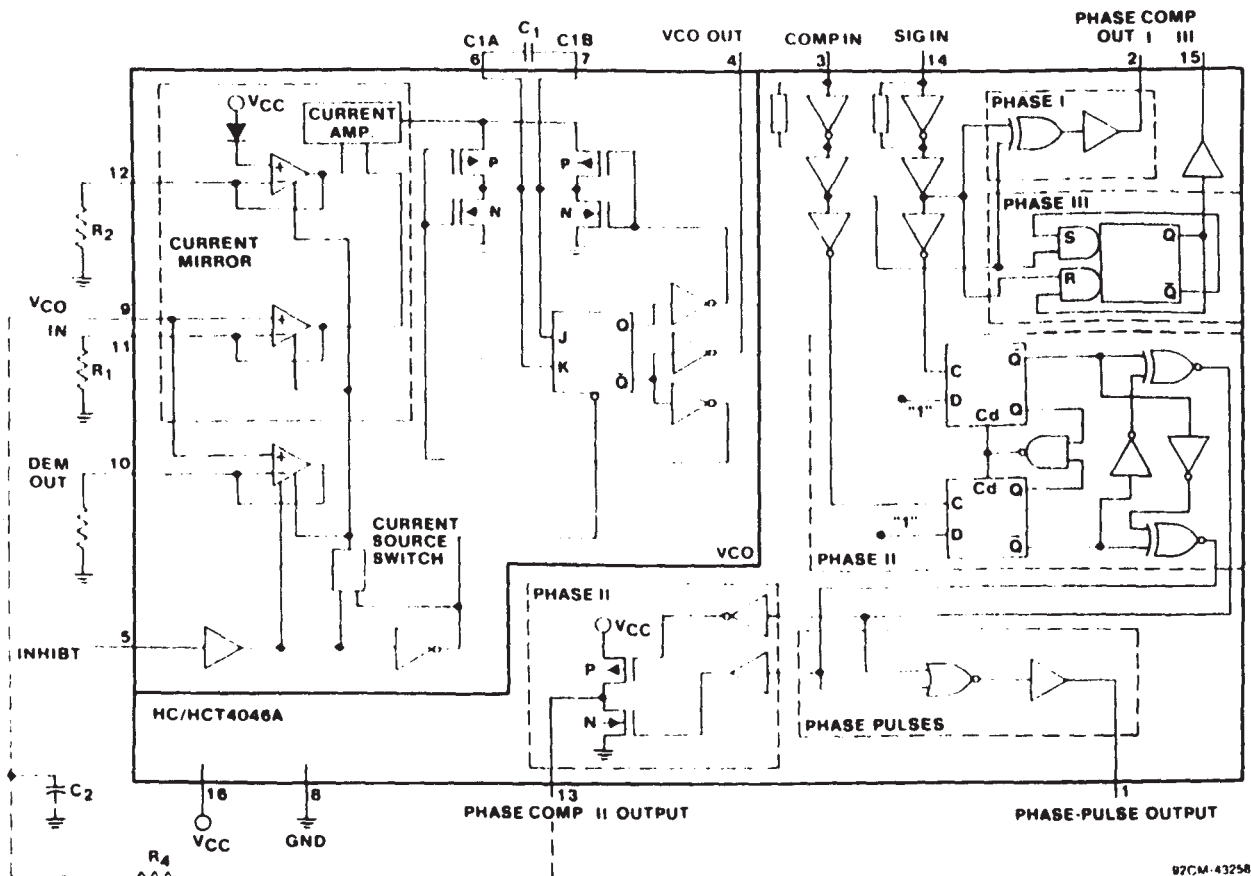 PHASE COMP
OUT I III
C1A C1 C1B VCO OUT COMP IN SIG IN
6 7 4 3 14 2 15
VCC
CURRENT
AMP.
PHASE I
P P
12
N N
PHASE III
R2
CURRENT
MIRROR
S Q
R Q̄
VCO 9
IN
11
R1
J Q
K Q̄
C Q̄
"1" D Q
Cd
DEM 10
OUT
Cd Q
C
"1" D Q̄
CURRENT
SOURCE
SWITCH
VCO
PHASE II
PHASE II
VCC
5
INHIBT
P
N
PHASE PULSES
HC/HCT4046A
C2
16 8 13 1
VCC GND PHASE COMP II OUTPUT PHASE-PULSE OUTPUT
R4
92CM-43258